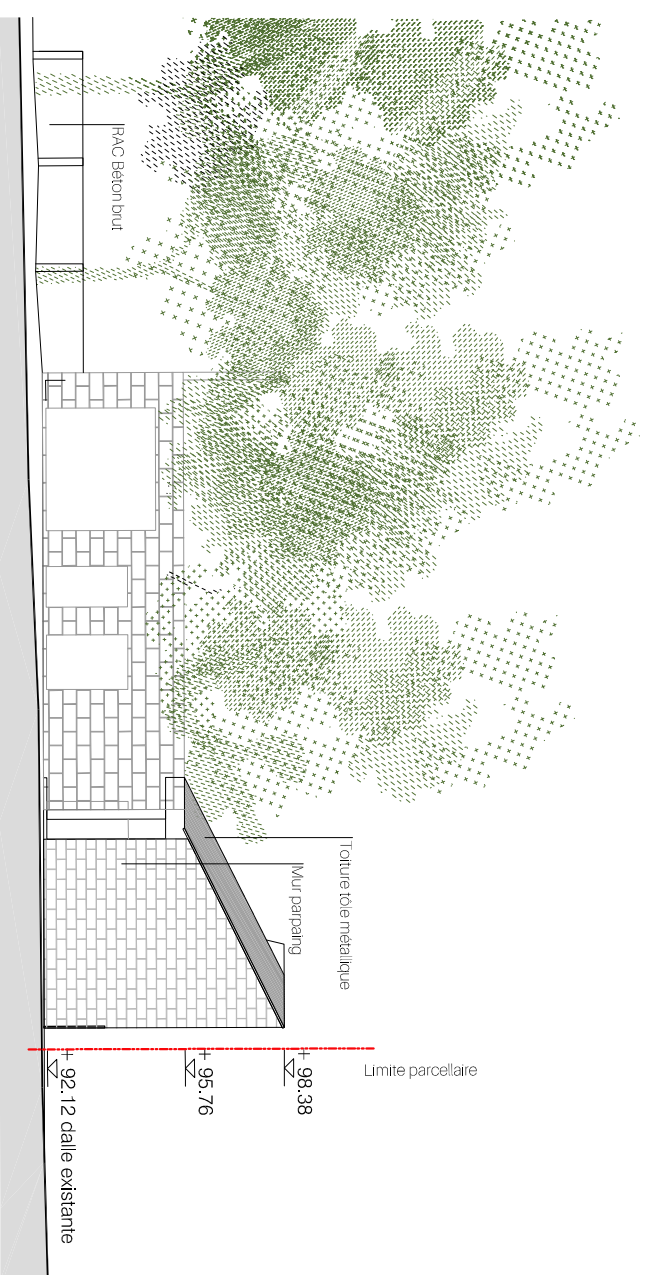 RAC Béton brut
Toiture tôle métallique
Mur parpaing
Limite parcellaire
+ 98.38
+ 95.76
+ 92.12 dalle existante